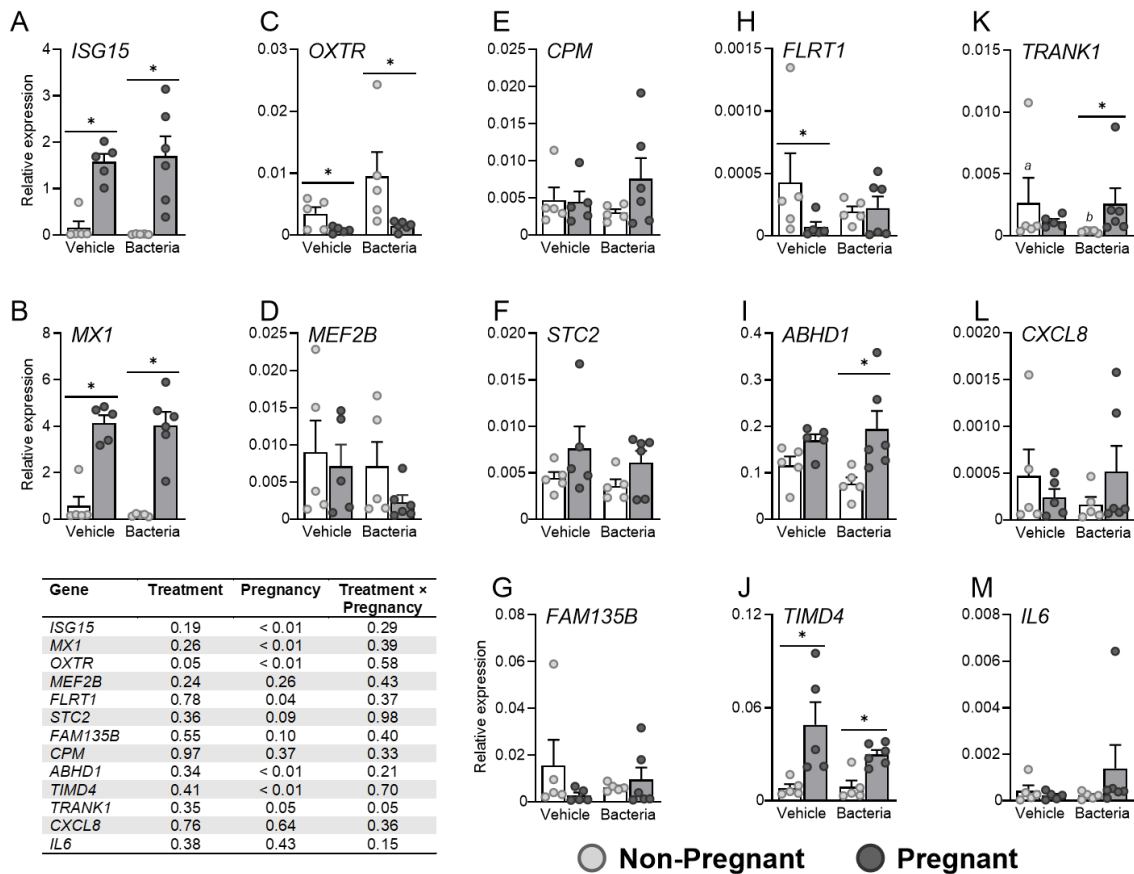 A
ISG15
Relative expression
4
3
2
1
0
*
*
Vehicle
Bacteria
C
OXTR
0.03
0.02
0.01
0.00
*
*
Vehicle
Bacteria
E
CPM
0.025
0.020
0.015
0.010
0.005
0
Vehicle
Bacteria
H
FLRT1
0.0015
0.0010
0.0005
0
*
Vehicle
Bacteria
K
TRANK1
0.015
0.010
0.005
0
a
b
*
Vehicle
Bacteria
B
MX1
Relative expression
8
6
4
2
0
*
*
Vehicle
Bacteria
D
MEF2B
0.025
0.020
0.015
0.010
0.005
0
Vehicle
Bacteria
F
STC2
0.020
0.015
0.010
0.005
0
Vehicle
Bacteria
I
ABHD1
0.4
0.3
0.2
0.1
0
*
Vehicle
Bacteria
L
CXCL8
0.0020
0.0015
0.0010
0.0005
0
Vehicle
Bacteria
Gene Treatment Pregnancy Treatment ×
Pregnancy
ISG15 0.19 < 0.01 0.29
MX1 0.26 < 0.01 0.39
OXTR 0.05 < 0.01 0.58
MEF2B 0.24 0.26 0.43
FLRT1 0.78 0.04 0.37
STC2 0.36 0.09 0.98
FAM135B 0.55 0.10 0.40
CPM 0.97 0.37 0.33
ABHD1 0.34 < 0.01 0.21
TIMD4 0.41 < 0.01 0.70
TRANK1 0.35 0.05 0.05
CXCL8 0.76 0.64 0.36
IL6 0.38 0.43 0.15
G
FAM135B
Relative expression
0.08
0.06
0.04
0.02
0
Vehicle
Bacteria
J
TIMD4
0.12
0.06
0
*
*
Vehicle
Bacteria
M
IL6
0.008
0.006
0.004
0.002
0
Vehicle
Bacteria
Non-Pregnant
Pregnant